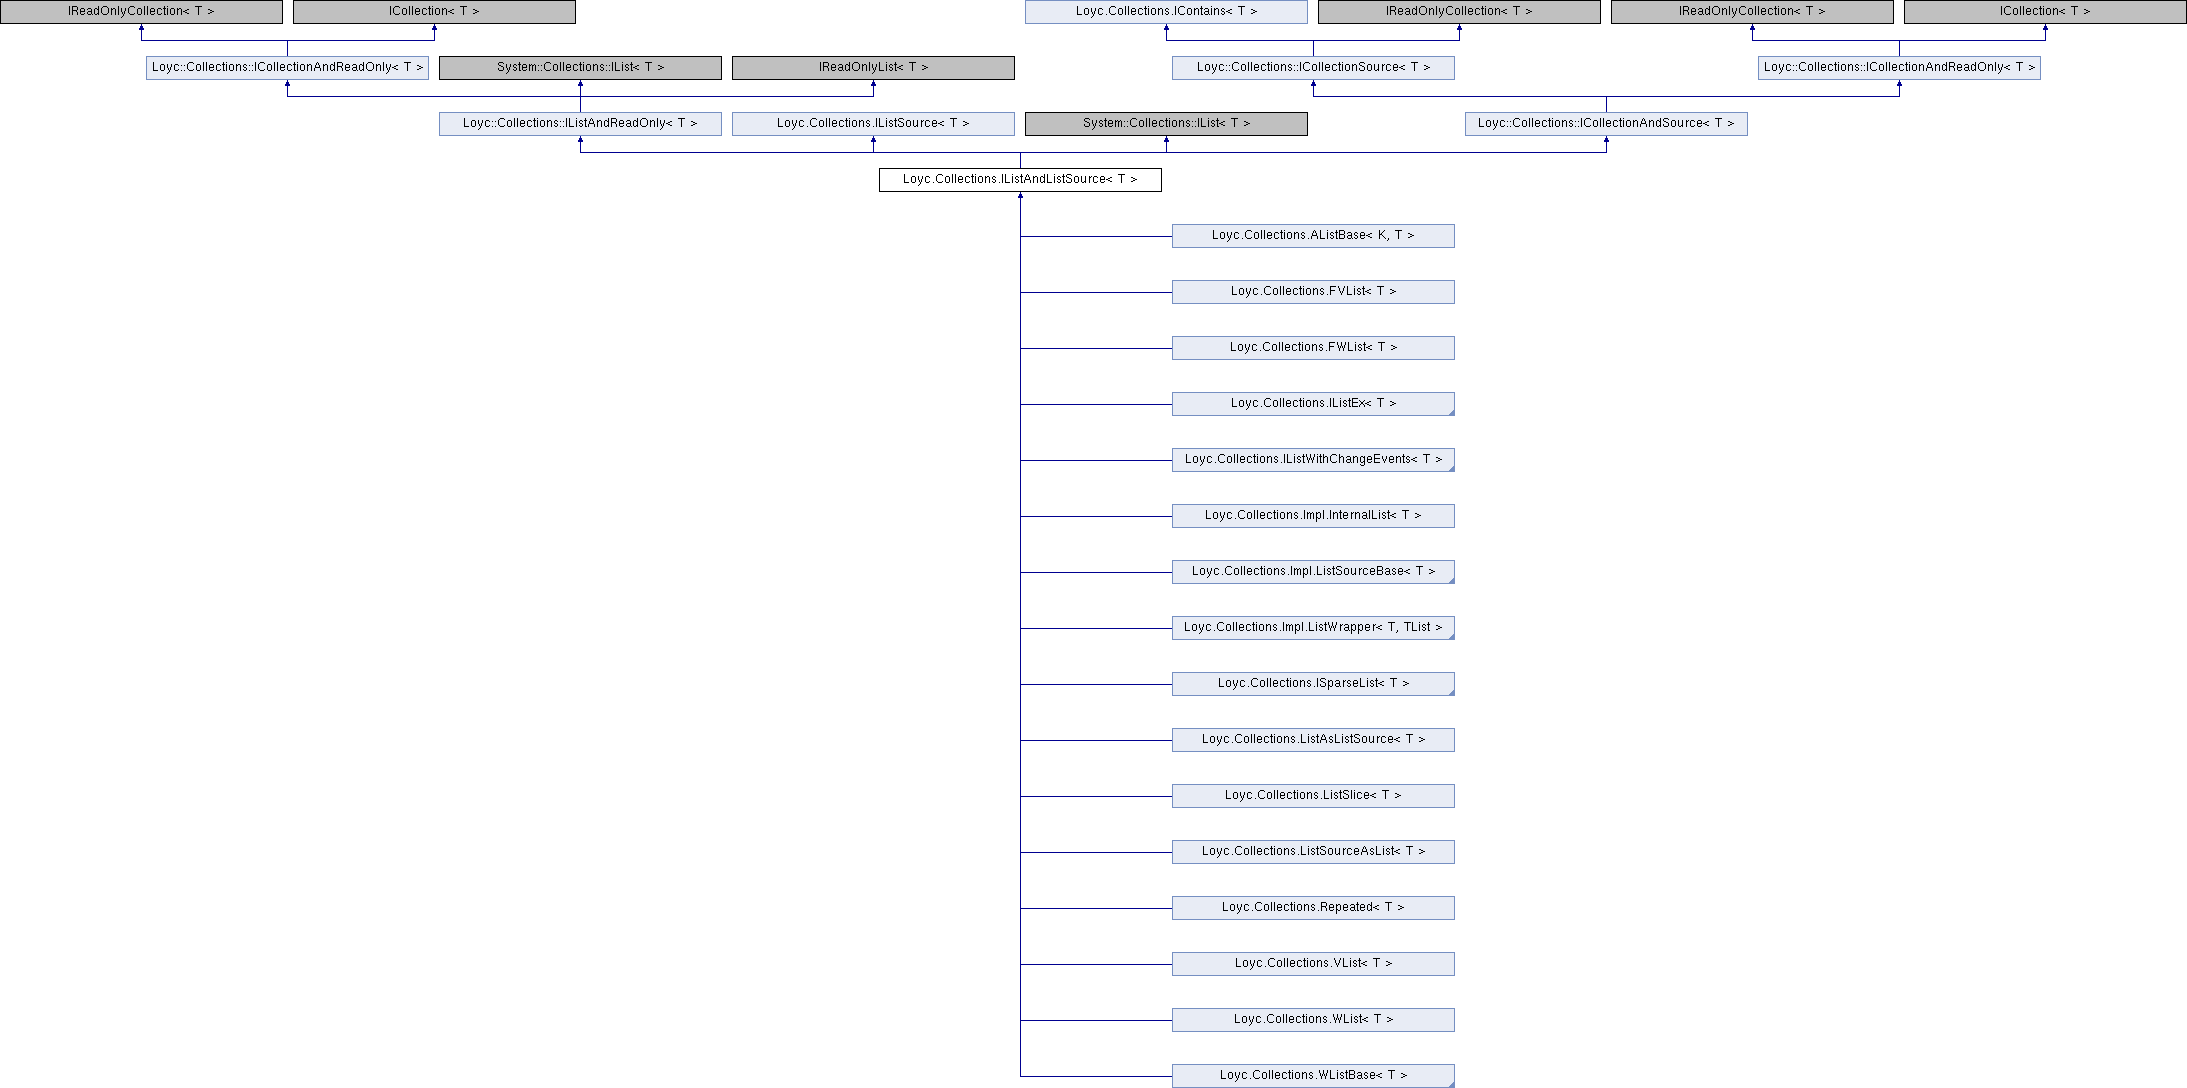 IReadOnlyCollection< T >
ICollection< T >
Loyc.Collections.IContains< T >
IReadOnlyCollection< T >
IReadOnlyCollection< T >
ICollection< T >
Loyc::Collections::ICollectionAndReadOnly< T >
System::Collections::IList< T >
IReadOnlyList< T >
Loyc::Collections::ICollectionSource< T >
Loyc::Collections::ICollectionAndReadOnly< T >
Loyc::Collections::IListAndReadOnly< T >
Loyc.Collections.IListSource< T >
System::Collections::IList< T >
Loyc::Collections::ICollectionAndSource< T >
Loyc.Collections.IListAndListSource< T >
Loyc.Collections.AListBase< K, T >
Loyc.Collections.FVList< T >
Loyc.Collections.FWList< T >
Loyc.Collections.IListEx< T >
Loyc.Collections.IListWithChangeEvents< T >
Loyc.Collections.Impl.InternalList< T >
Loyc.Collections.Impl.ListSourceBase< T >
Loyc.Collections.Impl.ListWrapper< T, TList >
Loyc.Collections.ISparseList< T >
Loyc.Collections.ListAsListSource< T >
Loyc.Collections.ListSlice< T >
Loyc.Collections.ListSourceAsList< T >
Loyc.Collections.Repeated< T >
Loyc.Collections.VList< T >
Loyc.Collections.WList< T >
Loyc.Collections.WListBase< T >